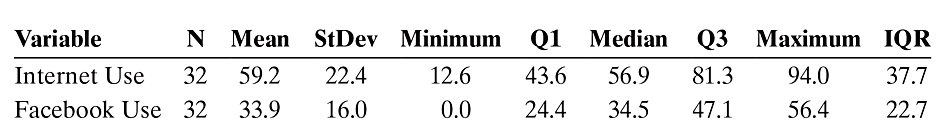 Variable N Mean StDev Minimum Q1 Median Q3 Maximum IQR
Internet Use 32 59.2 22.4 12.6 43.6 56.9 81.3 94.0 37.7
Facebook Use 32 33.9 16.0 0.0 24.4 34.5 47.1 56.4 22.7